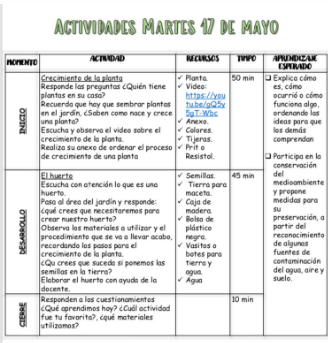 ACTIVIDADES MARTES 17 DE MAYO
MOMENTO
ACTIVIDAD
RECURSOS
TIMPO
APRENDIZAJE
ESPERADO
INICIO
Crecimiento de la planta
Responde las preguntas ¿Quién tiene
plantas en su casa?
Recuerda que hay que sembrar plantas
en el jardín, ¿Saben como nace y crece
una planta?
Escucha y observa el video sobre el
crecimiento de la planta.
Realiza su anexo de ordenar el proceso
de crecimiento de una planta
✓ Planta.
✓ Video:
https://you
tu.be/gQ5y
5gT-Wbc
✓ Anexo.
✓ Colores.
✓ Tijeras.
✓ Prit o
Resistol.
50 min
❑ Explica cómo
es, cómo
ocurrió o cómo
funciona algo,
ordenando las
ideas para que
los demás
comprendan
❑ Participa en la
conservación
del
medioambiente
y propone
medidas para
su
preservación, a
partir del
reconocimiento
de algunas
fuentes de
contaminación
del agua, aire y
suelo.
DESARROLLO
El huerto
Escucha con atención lo que es una
huerto.
Pasa al área del jardín y responde:
¿qué crees que necesitaremos para
crear nuestro huerto?
Observa los materiales a utilizar y el
procedimiento que se va a llevar acabo,
recordando los pasos para el
crecimiento de la planta.
¿Qu crees que suceda si ponemos las
semillas en la tierra?
Elaborar el huerto con ayuda de la
docente.
✓ Semillas.
✓ Tierra para
maceta.
✓ Caja de
madera.
✓ Bolsa de
plástico
negra.
✓ Vasitos o
botes para
tierra y
agua.
✓ Agua
45 min
CIERRE
Responden a los cuestionamientos
¿Qué aprendimos hoy? ¿Cuál actividad
fue tu favorita?, ¿qué materiales
utilizamos?
10 min